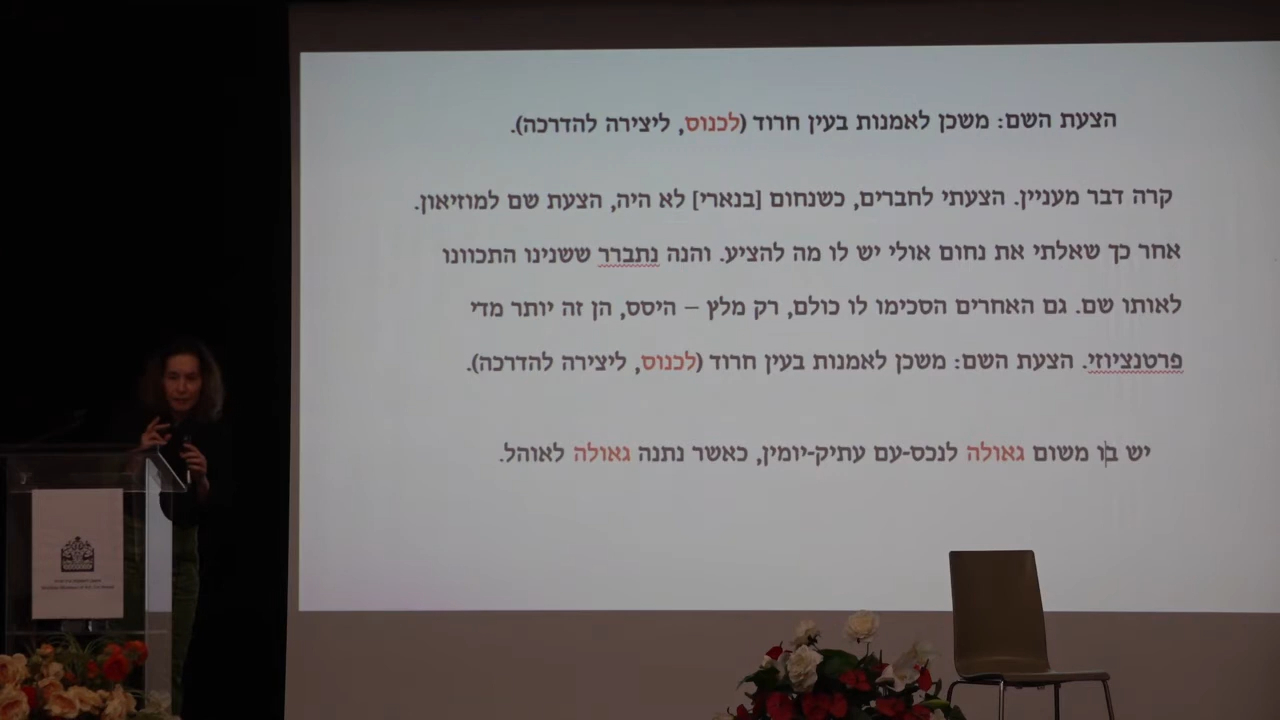 הצעת השם: משכן לאמנות בעין חרוד (לכנוס, ליצירה להדרכה).
קרה דבר מעניין. הצעתי לחברים, כשנחום [בנארי] לא היה, הצעת שם למוזיאון.
אחר כך שאלתי את נחום אולי יש לו מה להציע. והנה נתברר ששנינו התכוונו
לאותו שם. גם האחרים הסכימו לו כולם, רק מלץ – היסס, הן זה יותר מדי
פרטנציוזי. הצעת השם: משכן לאמנות בעין חרוד (לכנוס, ליצירה להדרכה).
יש בו משום גאולה לנכס-עם עתיק-יומין, כאשר נתנה גאולה לאוהל.